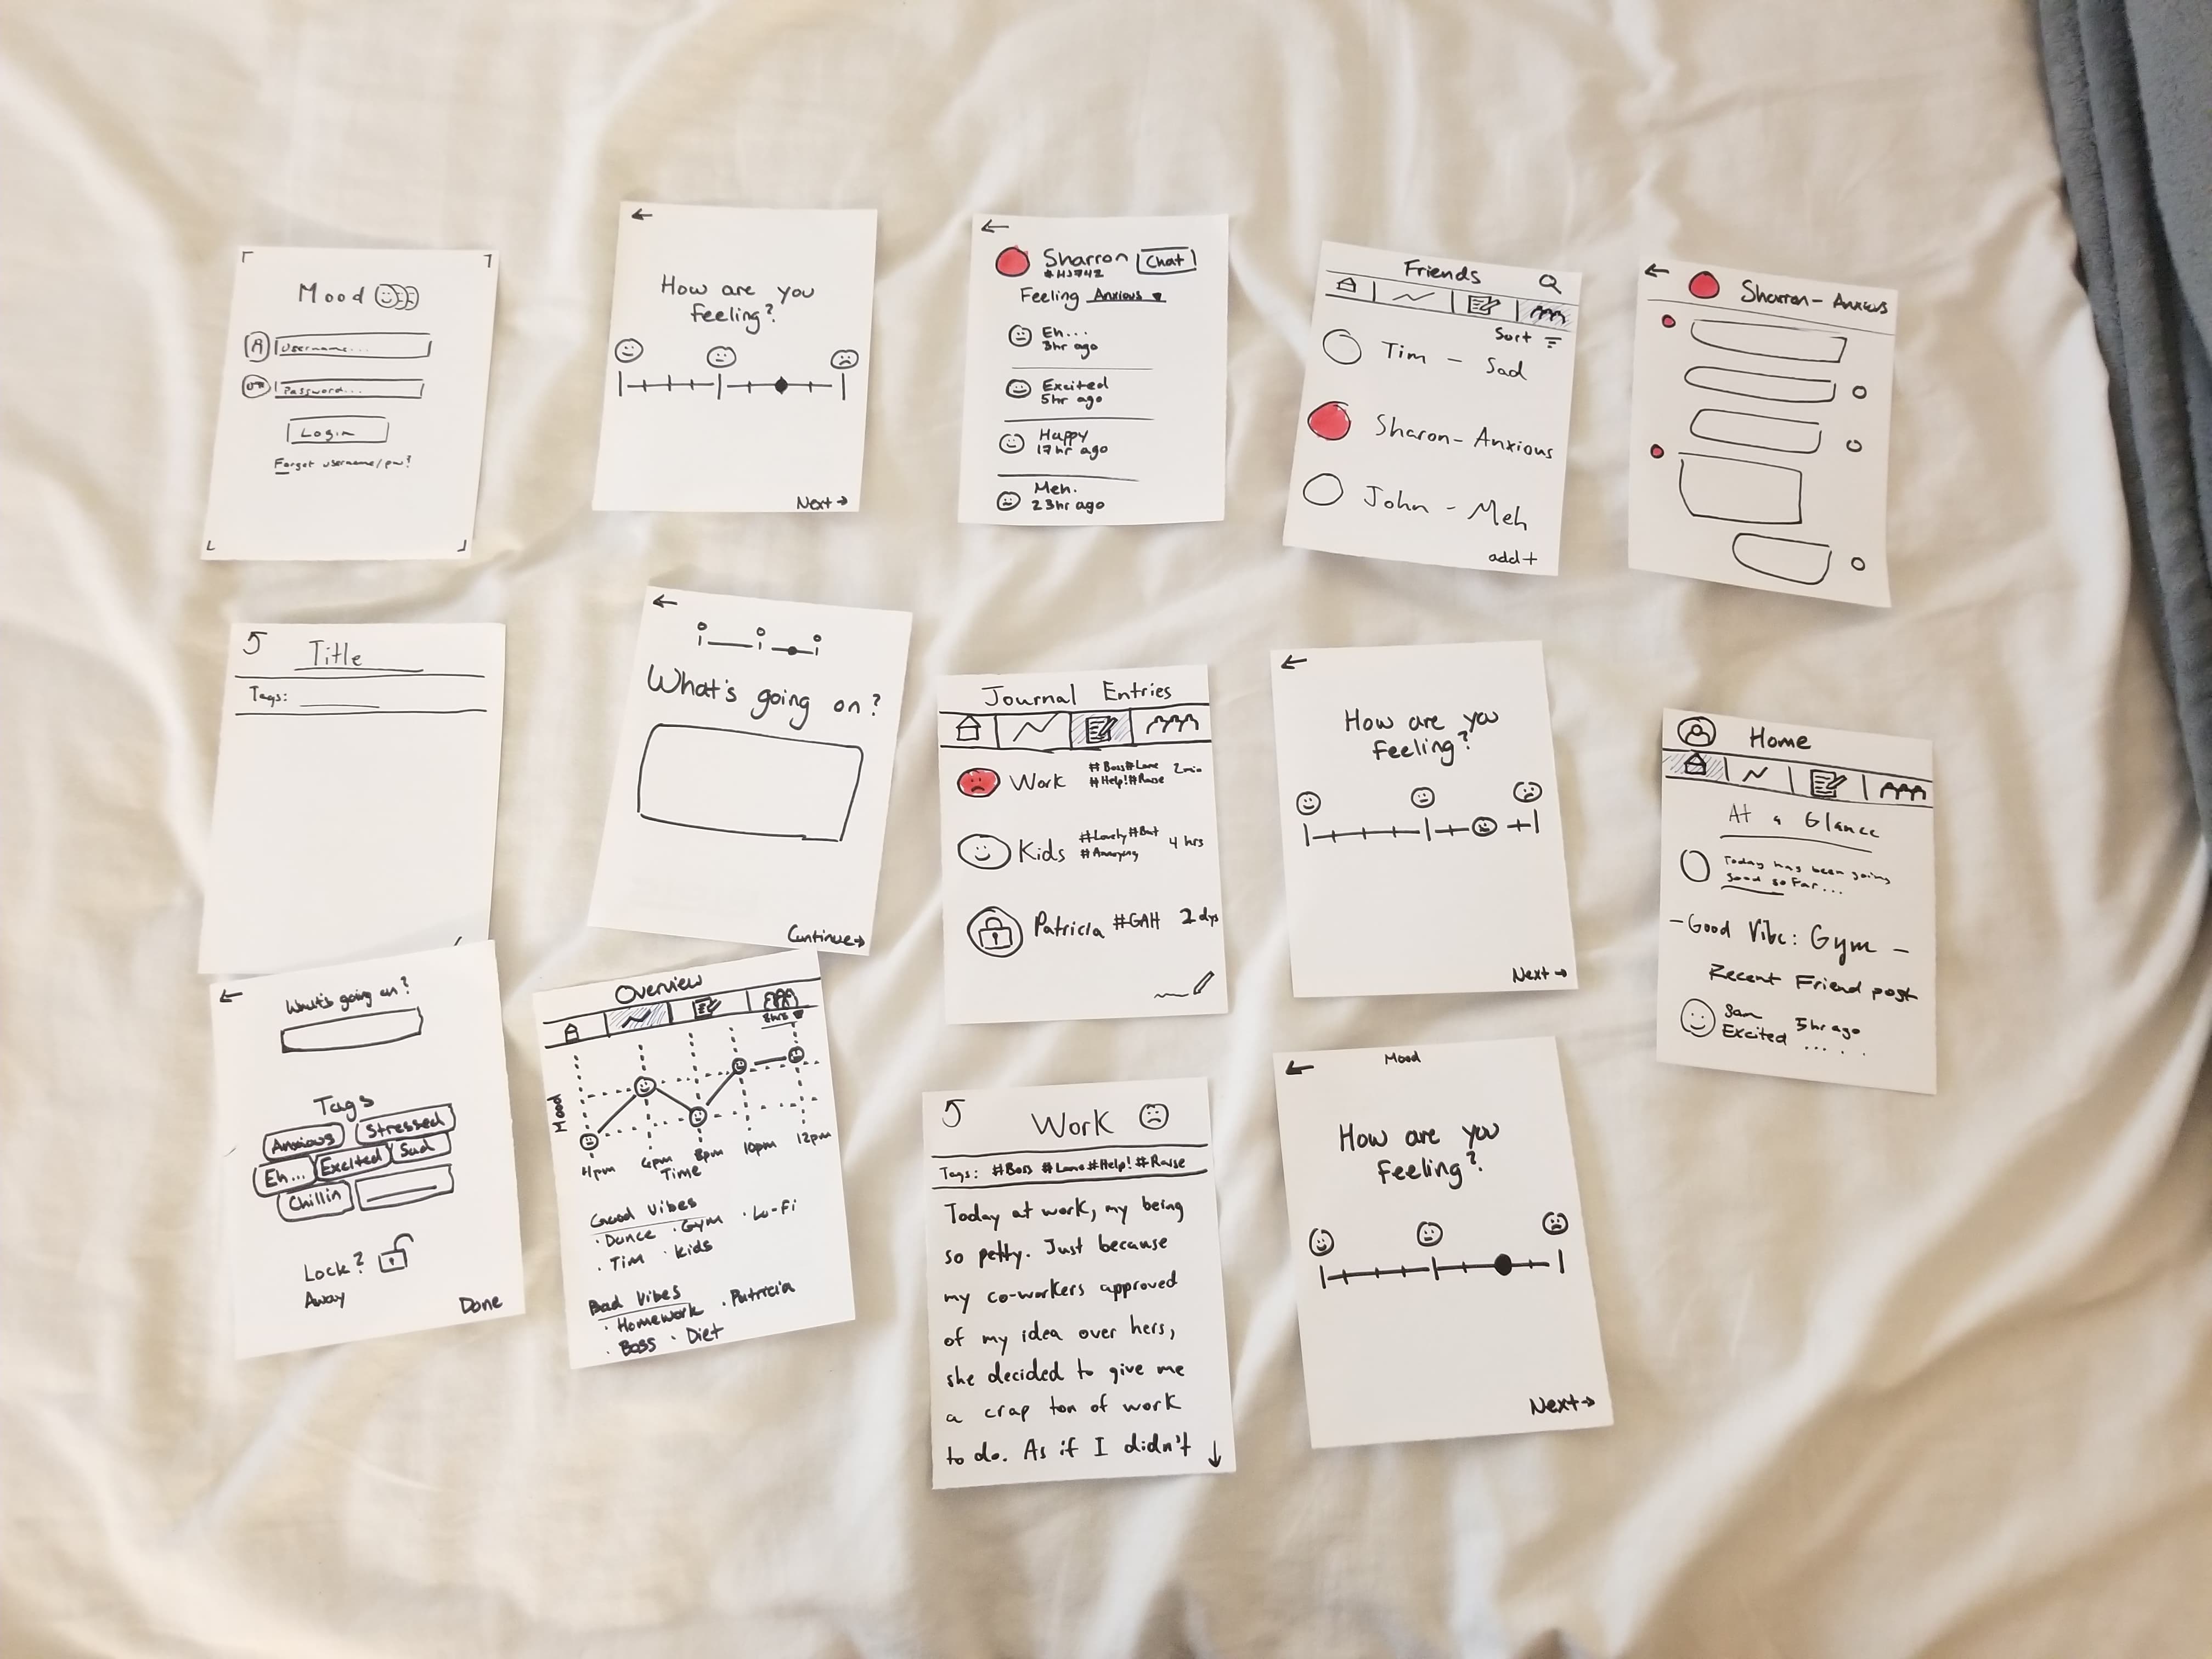 Mood
Username...
Password...
Login
Forgot username/pw?
How are you
feeling?
Next →
Sharron
Chat
#HJ742
Feeling Anxious
Eh...
3hr ago
Excited
5hr ago
Happy
17hr ago
Meh.
23hr ago
Friends
Sort
Tim - Sad
Sharon - Anxious
John - Meh
add +
Sharron - Anxious
Title
Tags:
What's going on?
Continue →
Journal Entries
Work #Boss #Lame 2min
#Help! #Raise
Kids #Lovely #But 4 hrs
#Annoying
Patricia #GAH 2 dys
How are you
feeling?
Next →
Home
At a Glance
Today has been going
good so far...
- Good Vibe: Gym -
Recent Friend post
Sam 5hr ago
Excited .....
What's going on?
Tags
Anxious Stressed
Eh... Excited Sad
Chillin
Lock?
Away
Done
Overview
8hrs
Mood
4pm 6pm 8pm 10pm 12pm
Time
Good Vibes
· Dance · Gym · Lo-Fi
· Tim · Kids
Bad Vibes
· Homework · Patricia
· Boss · Diet
Work
Tags: #Boss #Lame #Help! #Raise
Today at work, my being
so petty. Just because
my co-workers approved
of my idea over hers,
she decided to give me
a crap ton of work
to do. As if I didn't
Mood
How are you
feeling?
Next →